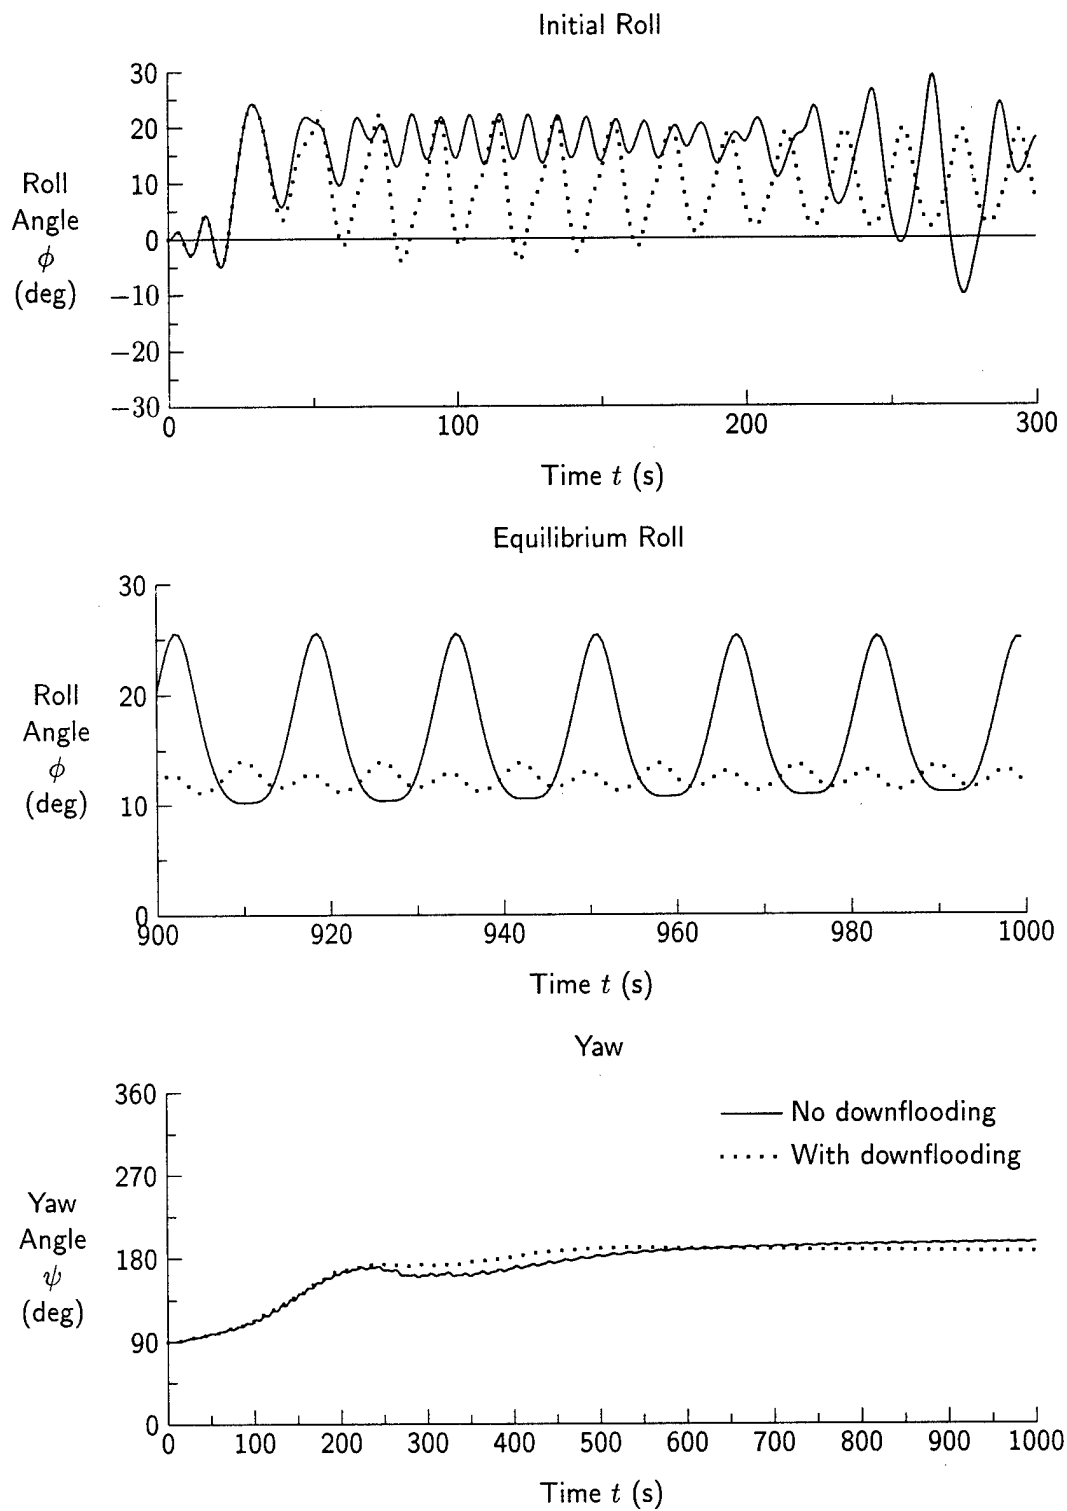 Initial Roll
30
20
10
0
−10
−20
−30
Roll
Angle
ϕ
(deg)
0
100
200
300
Time t (s)
Equilibrium Roll
30
20
10
0
Roll
Angle
ϕ
(deg)
900
920
940
960
980
1000
Time t (s)
Yaw
360
270
180
90
0
Yaw
Angle
ψ
(deg)
No downflooding
With downflooding
0
100
200
300
400
500
600
700
800
900
1000
Time t (s)